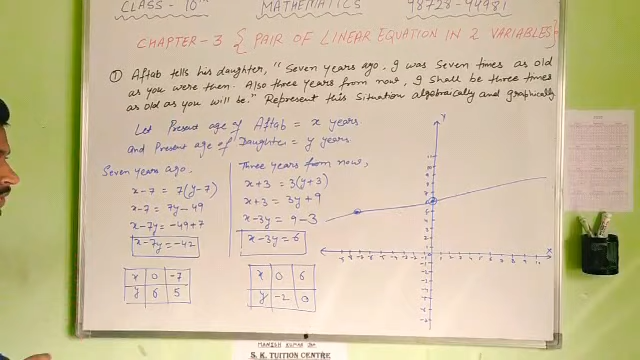 CLASS - 10th MATHEMATICS 98728 - 94981
CHAPTER-3 { PAIR OF LINEAR EQUATION IN 2 VARIABLES}
① Aftab tells his daughter, "Seven years ago, I was Seven times as old
as you were then. Also three years from now, I shall be three times
as old as you will be." Represent this Situation algebraically and graphically
Let Present age of Aftab = x years
and Present age of Daughter = y years
Seven years ago,
x-7 = 7(y-7)
x-7 = 7y-49
x-7y = -49+7
x-7y = -42
x 0 -7
y 6 5
Three years from now,
x+3 = 3(y+3)
x+3 = 3y+9
x-3y = 9-3
x-3y = 6
x 0 6
y -2 0
Y
X
MANISH KUMAR
S. K. TUITION CENTRE